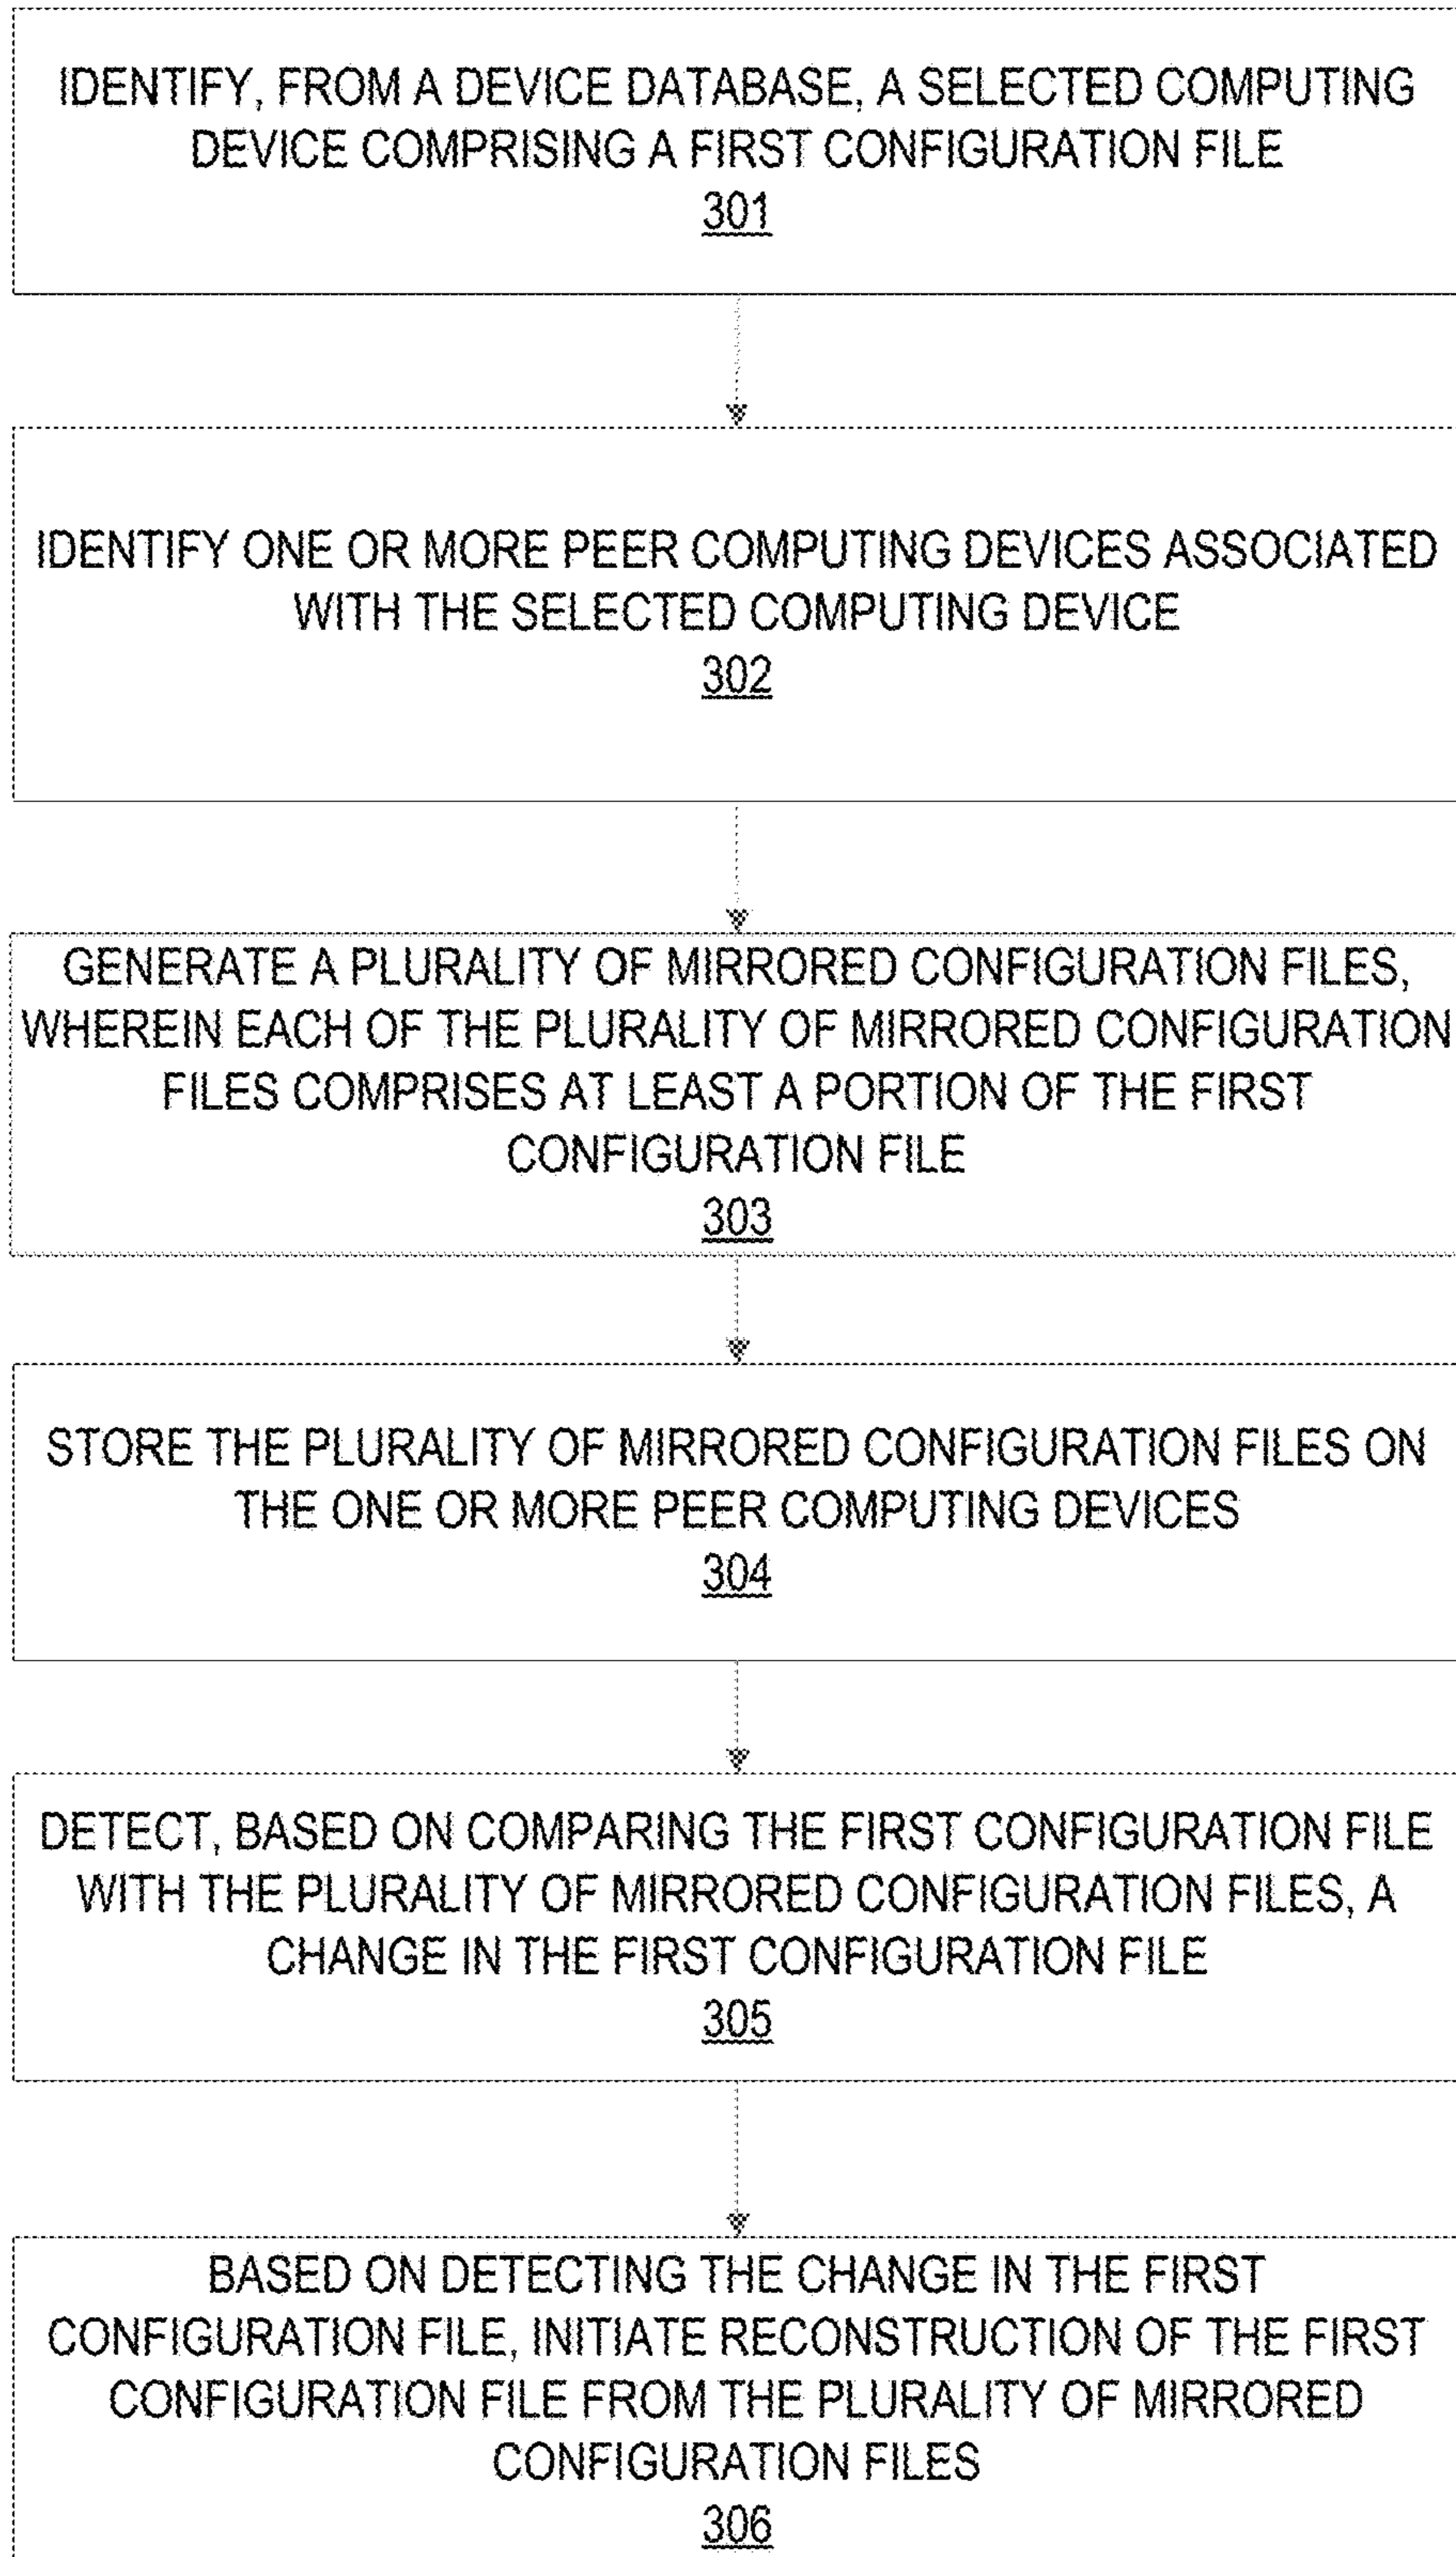 IDENTIFY, FROM A DEVICE DATABASE, A SELECTED COMPUTING
DEVICE COMPRISING A FIRST CONFIGURATION FILE
301
IDENTIFY ONE OR MORE PEER COMPUTING DEVICES ASSOCIATED
WITH THE SELECTED COMPUTING DEVICE
302
GENERATE A PLURALITY OF MIRRORED CONFIGURATION FILES,
WHEREIN EACH OF THE PLURALITY OF MIRRORED CONFIGURATION
FILES COMPRISES AT LEAST A PORTION OF THE FIRST
CONFIGURATION FILE
303
STORE THE PLURALITY OF MIRRORED CONFIGURATION FILES ON
THE ONE OR MORE PEER COMPUTING DEVICES
304
DETECT, BASED ON COMPARING THE FIRST CONFIGURATION FILE
WITH THE PLURALITY OF MIRRORED CONFIGURATION FILES, A
CHANGE IN THE FIRST CONFIGURATION FILE
305
BASED ON DETECTING THE CHANGE IN THE FIRST
CONFIGURATION FILE, INITIATE RECONSTRUCTION OF THE FIRST
CONFIGURATION FILE FROM THE PLURALITY OF MIRRORED
CONFIGURATION FILES
306